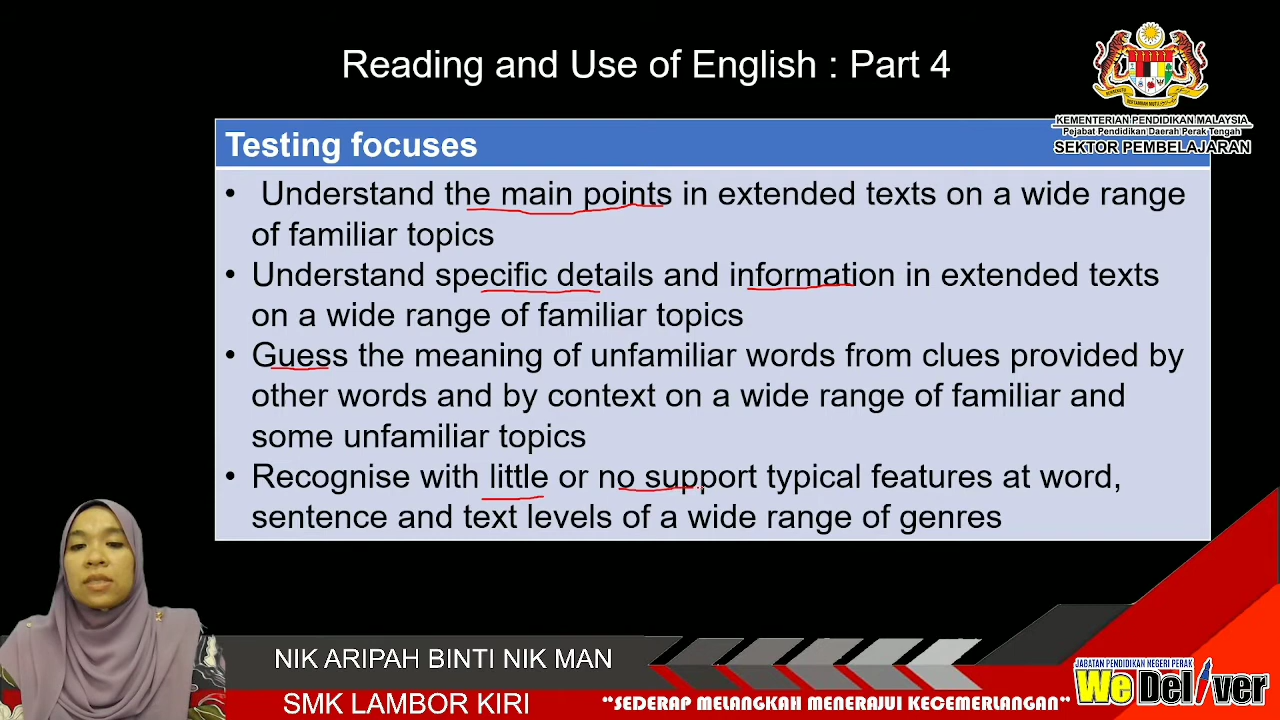 Reading and Use of English : Part 4
KEMENTERIAN PENDIDIKAN MALAYSIA
Pejabat Pendidikan Daerah Perak Tengah
SEKTOR PEMBELAJARAN
Testing focuses
• Understand the main points in extended texts on a wide range
of familiar topics
• Understand specific details and information in extended texts
on a wide range of familiar topics
• Guess the meaning of unfamiliar words from clues provided by
other words and by context on a wide range of familiar and
some unfamiliar topics
• Recognise with little or no support typical features at word,
sentence and text levels of a wide range of genres
NIK ARIPAH BINTI NIK MAN
SMK LAMBOR KIRI
"SEDERAP MELANGKAH MENERAJUI KECEMERLANGAN"
JABATAN PENDIDIKAN NEGERI PERAK
We Deliver